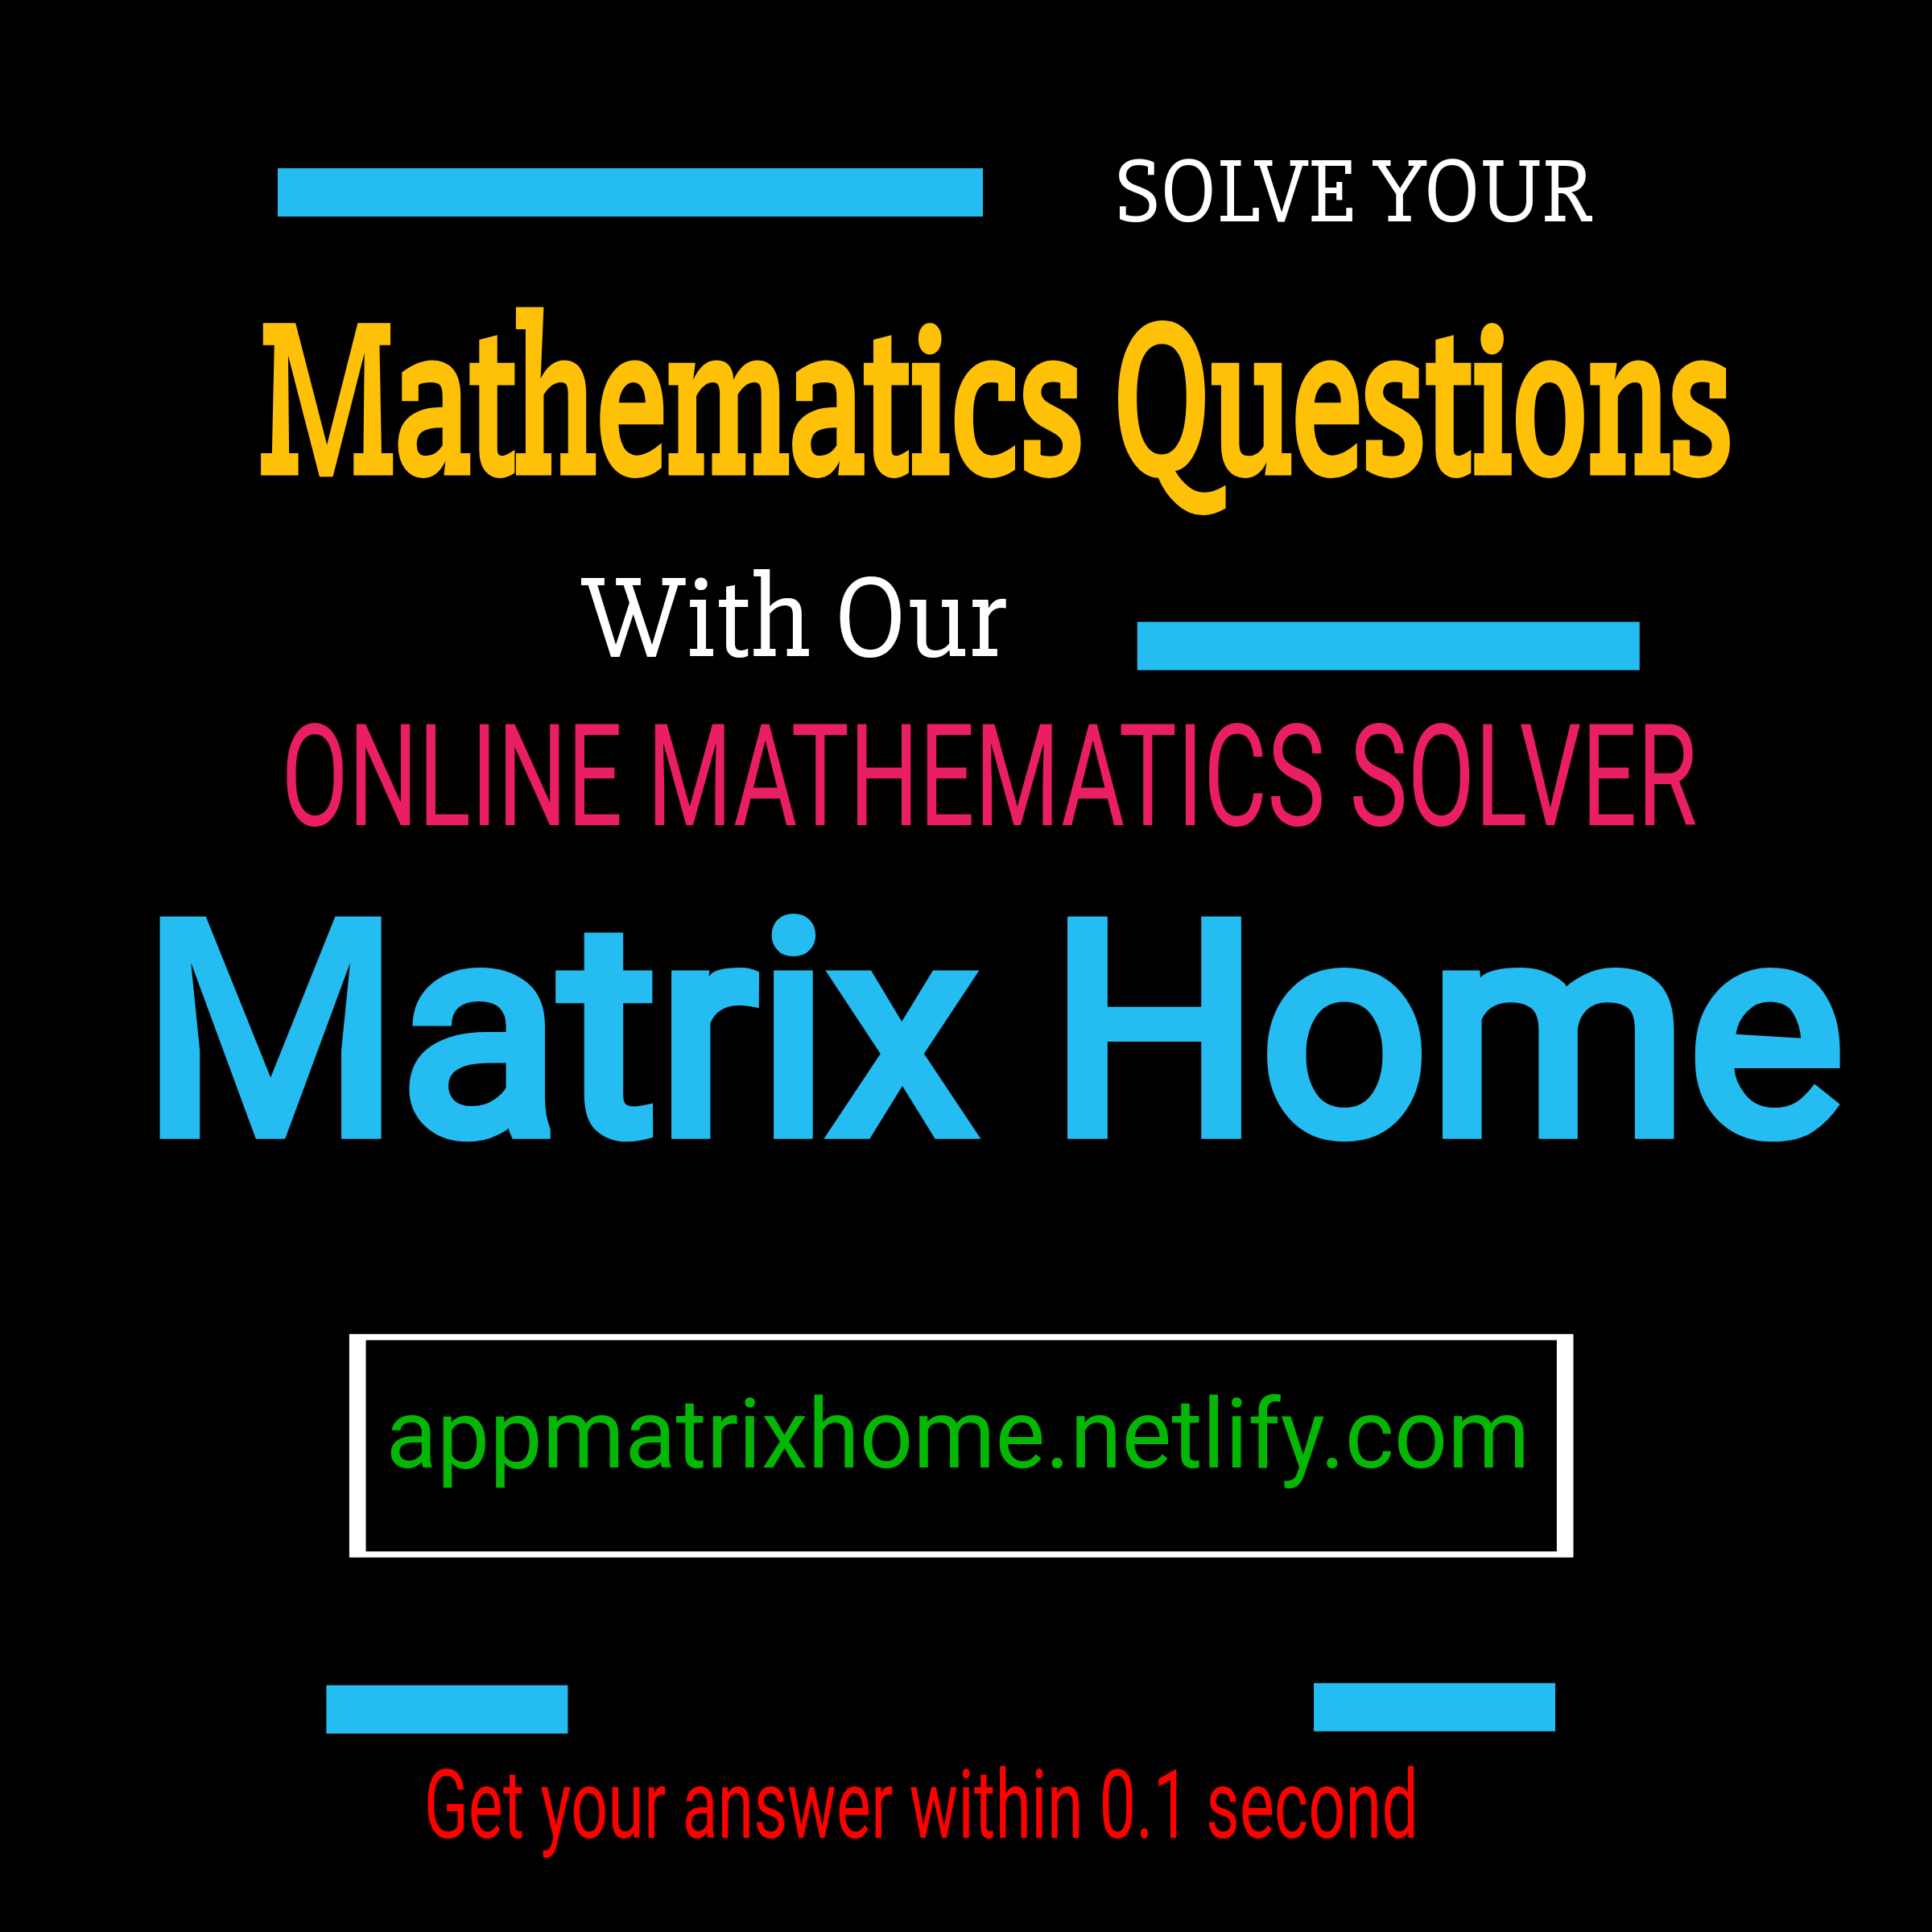 SOLVE YOUR
Mathematics Questions
With Our
ONLINE MATHEMATICS SOLVER
Matrix Home
appmatrixhome.netlify.com
Get your answer within 0.1 second